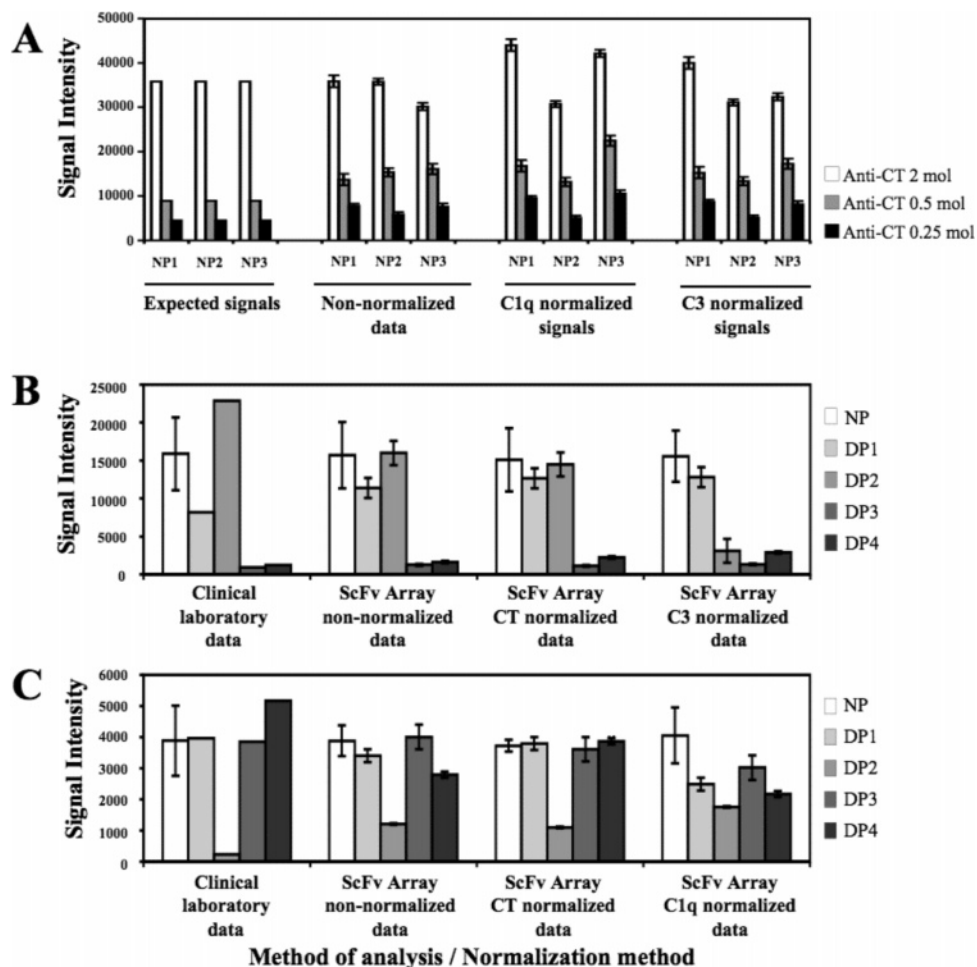 A
Signal Intensity
50000
40000
30000
20000
10000
0
NP1 NP2 NP3 NP1 NP2 NP3 NP1 NP2 NP3 NP1 NP2 NP3
Expected signals
Non-normalized
data
C1q normalized
signals
C3 normalized
signals
Anti-CT 2 mol
Anti-CT 0.5 mol
Anti-CT 0.25 mol
B
Signal Intensity
25000
20000
15000
10000
5000
0
Clinical
laboratory
data
ScFv Array
non-normalized
data
ScFv Array
CT normalized
data
ScFv Array
C3 normalized
data
NP
DP1
DP2
DP3
DP4
C
Signal Intensity
6000
5000
4000
3000
2000
1000
0
Clinical
laboratory
data
ScFv Array
non-normalized
data
ScFv Array
CT normalized
data
ScFv Array
C1q normalized
data
NP
DP1
DP2
DP3
DP4
Method of analysis / Normalization method